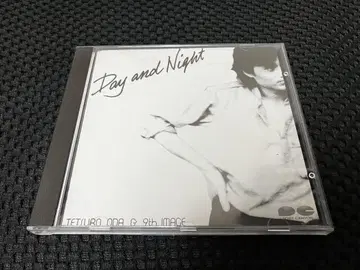 Day and Night
TETSURO ODA & 9th IMAGE